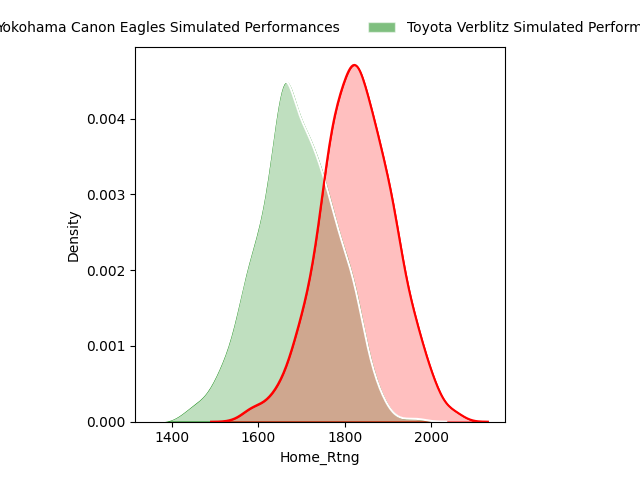 Yokohama Canon Eagles Simulated Performances
Toyota Verblitz Simulated Perform
0.004
0.003
0.002
0.001
0.000
Density
1400 1600 1800 2000
Home_Rtng